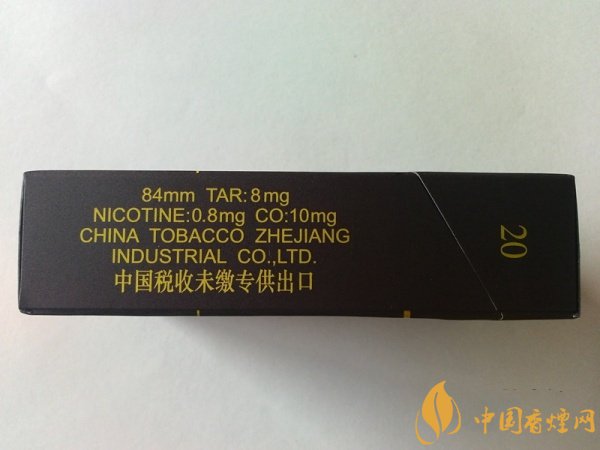 84mm TAR:8mg
NICOTINE:0.8mg CO:10mg
CHINA TOBACCO ZHEJIANG
INDUSTRIAL CO.,LTD.
中国税收未缴专供出口
20
中国香煙网